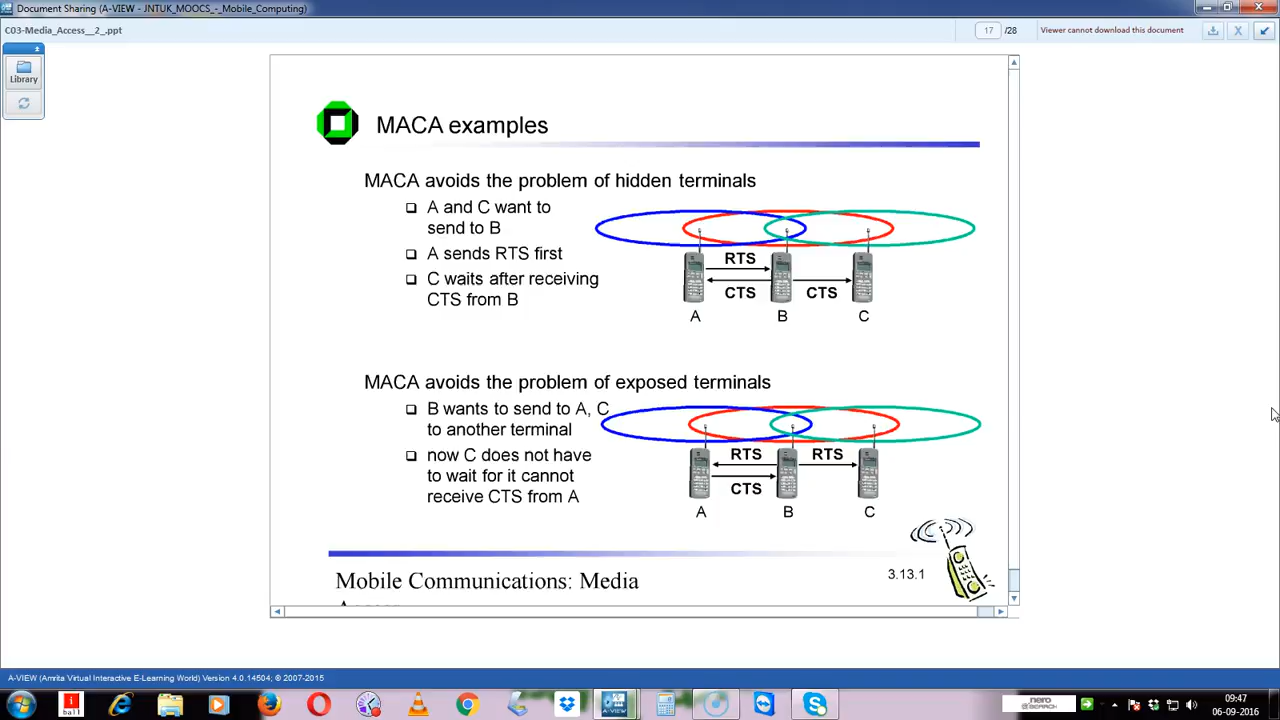 Document Sharing (A-VIEW - JNTUK_MOOCS_-_Mobile_Computing)
C03-Media_Access__2_.ppt
17 /28
Viewer cannot download this document
Library
MACA examples
MACA avoids the problem of hidden terminals
A and C want to
send to B
A sends RTS first
C waits after receiving
CTS from B
RTS
CTS CTS
A B C
MACA avoids the problem of exposed terminals
B wants to send to A, C
to another terminal
now C does not have
to wait for it cannot
receive CTS from A
RTS RTS
CTS
A B C
3.13.1
Mobile Communications: Media
A-VIEW (Amrita Virtual Interactive E-Learning World) Version 4.0.14504; © 2007-2015
i
ball
A-VIEW
nero
SEARCH
09:47
06-09-2016